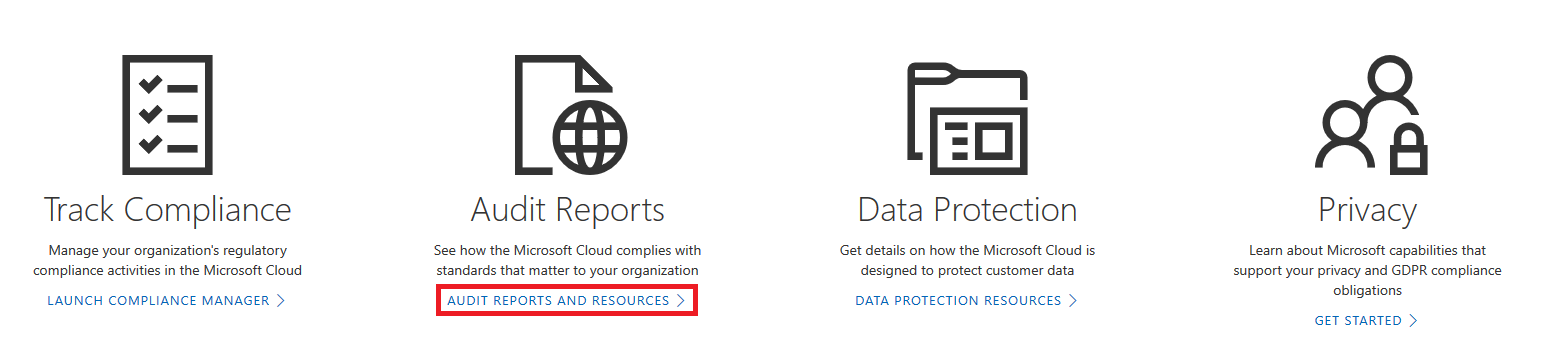 Track Compliance
Manage your organization's regulatory
compliance activities in the Microsoft Cloud
LAUNCH COMPLIANCE MANAGER >
Audit Reports
See how the Microsoft Cloud complies with
standards that matter to your organization
AUDIT REPORTS AND RESOURCES >
Data Protection
Get details on how the Microsoft Cloud is
designed to protect customer data
DATA PROTECTION RESOURCES >
Privacy
Learn about Microsoft capabilities that
support your privacy and GDPR compliance
obligations
GET STARTED >